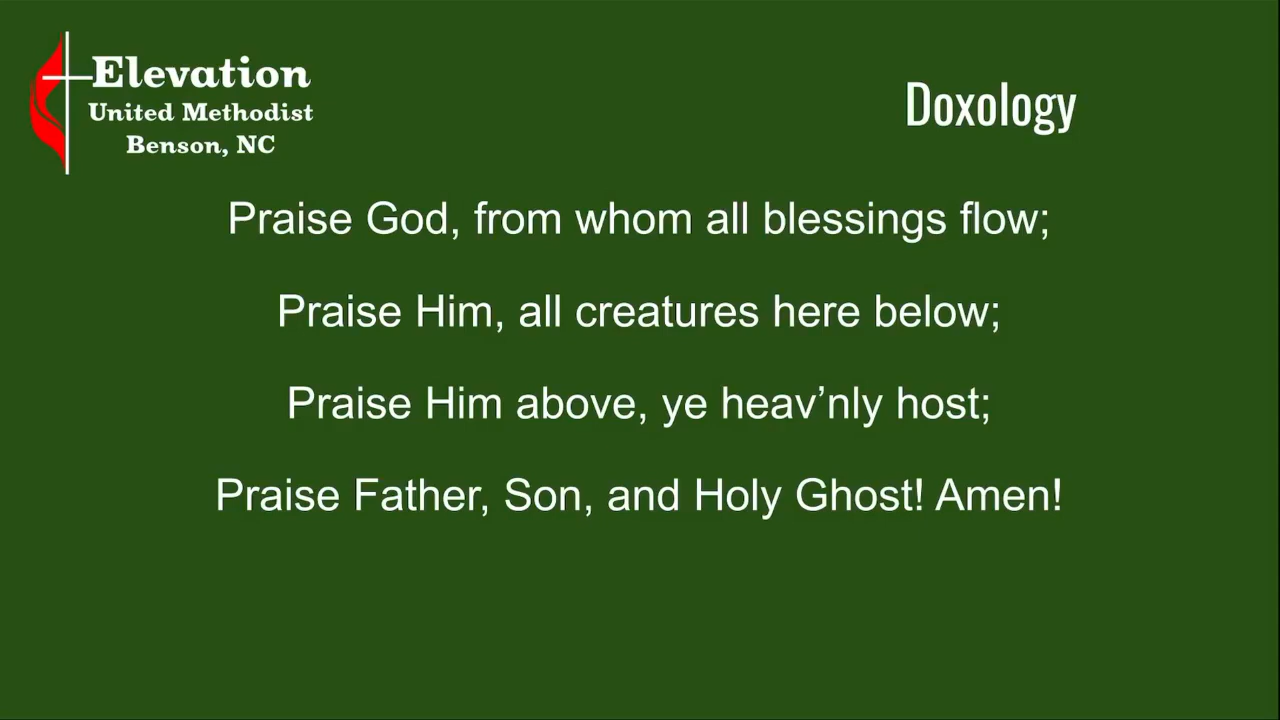 Elevation
United Methodist
Benson, NC
Doxology
Praise God, from whom all blessings flow;
Praise Him, all creatures here below;
Praise Him above, ye heav’nly host;
Praise Father, Son, and Holy Ghost! Amen!